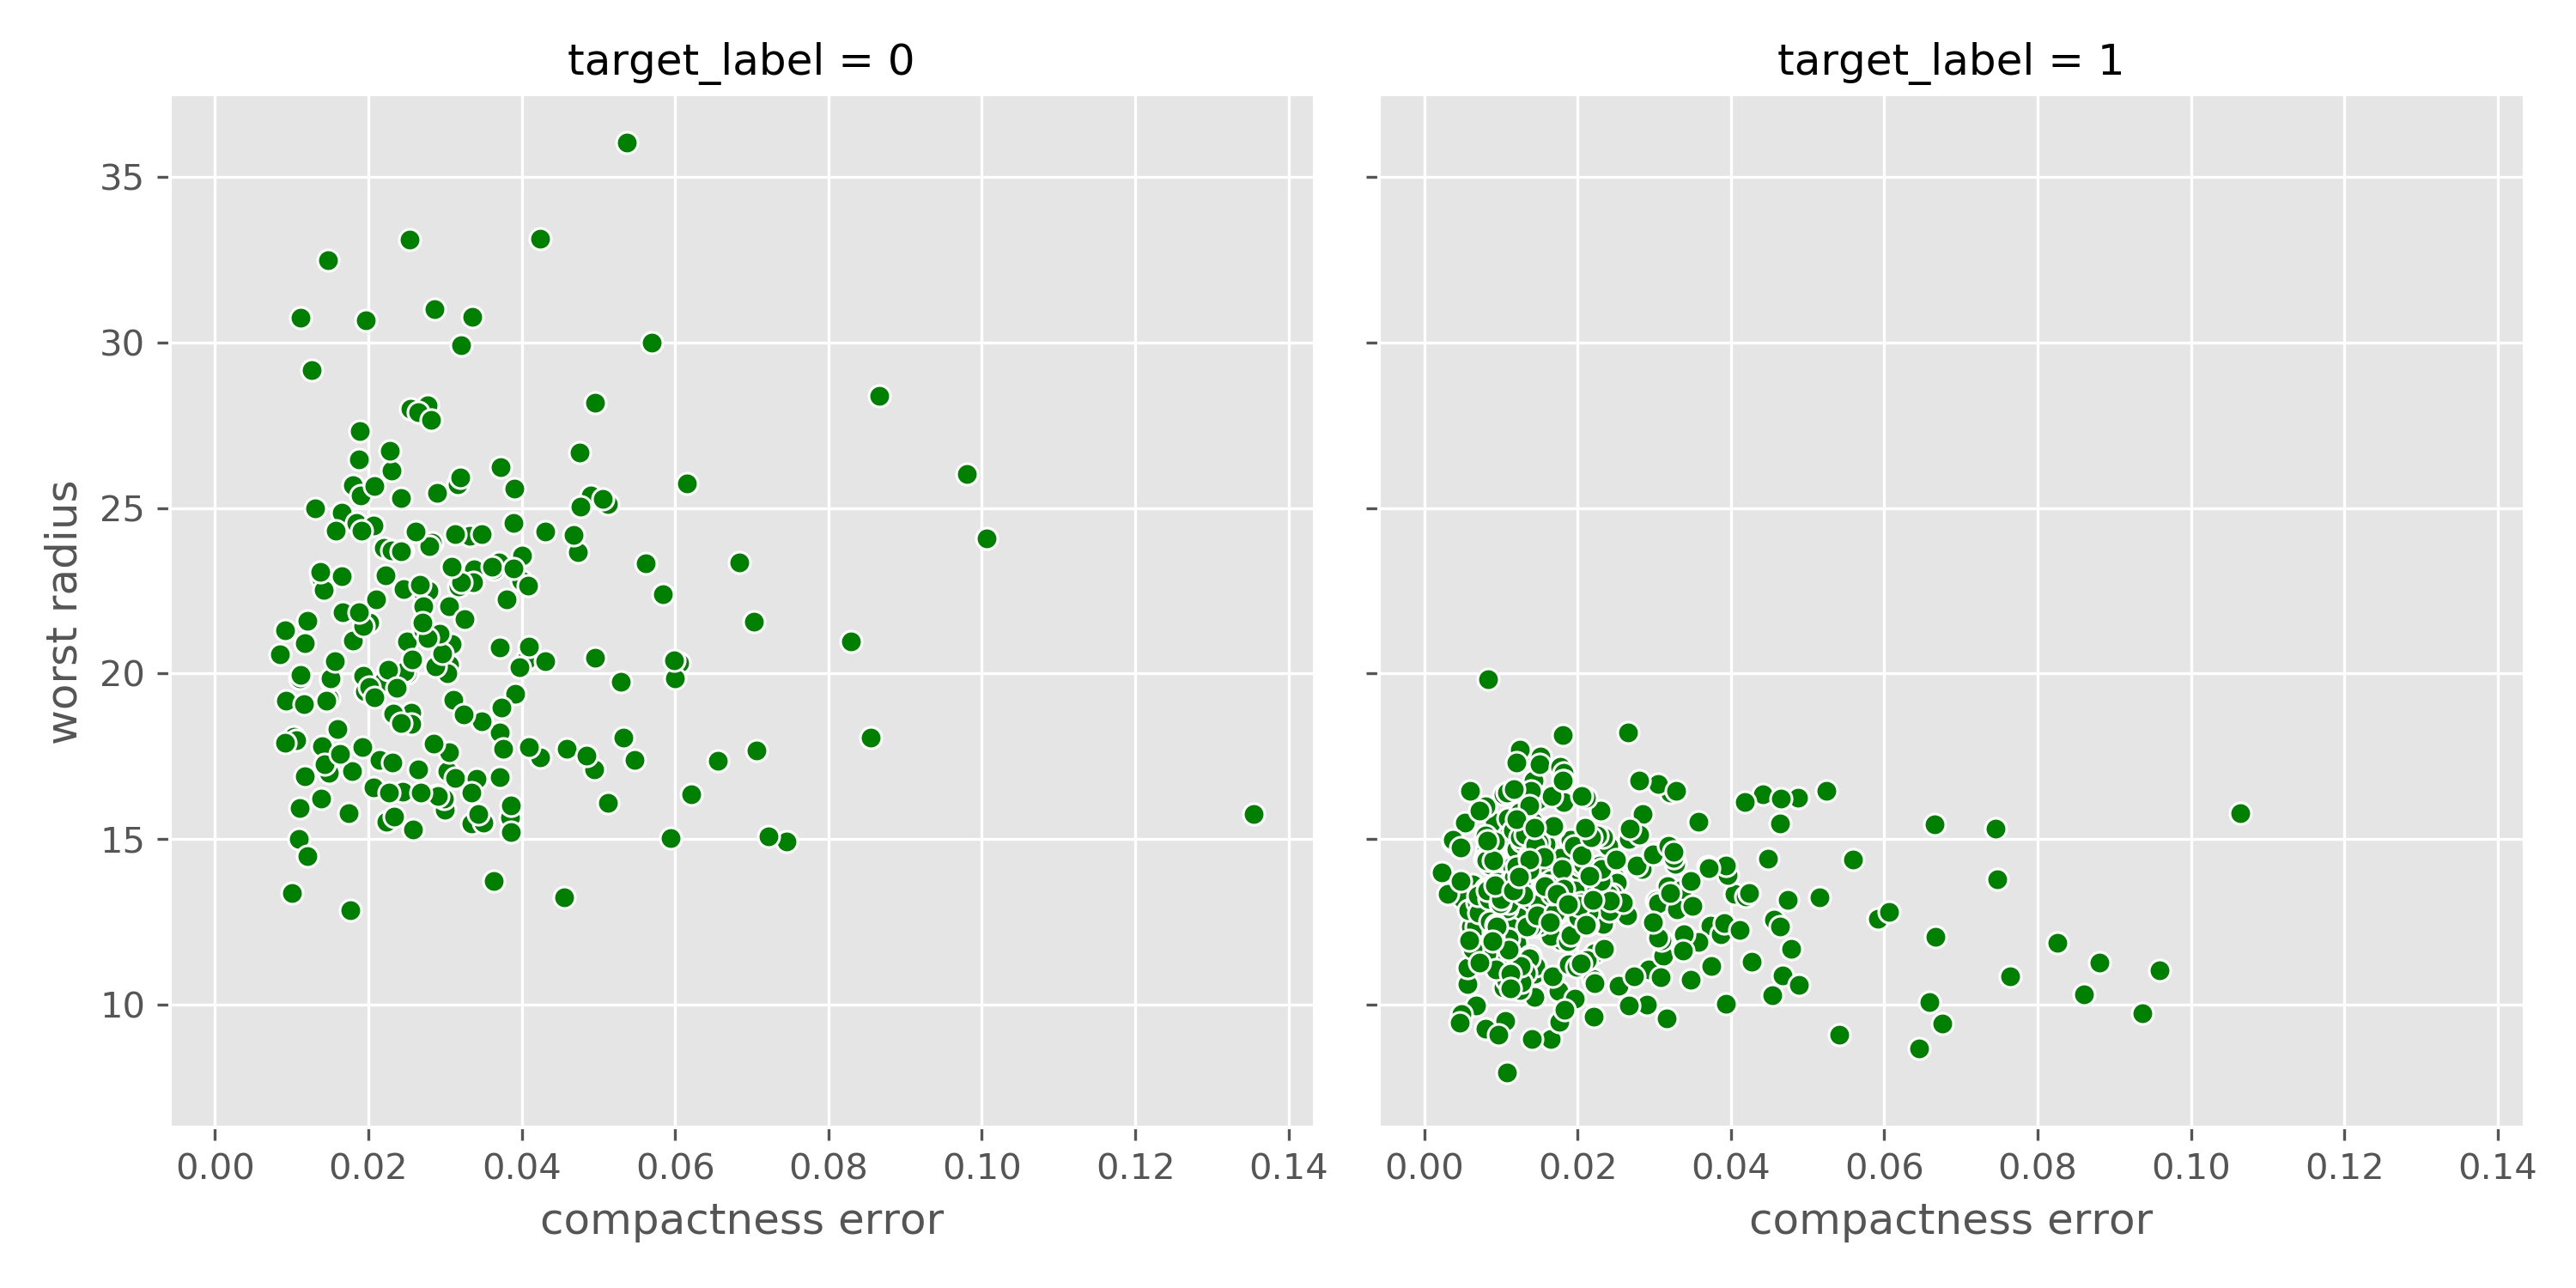 target_label = 0
target_label = 1
worst radius
35
30
25
20
15
10
0.00 0.02 0.04 0.06 0.08 0.10 0.12 0.14
0.00 0.02 0.04 0.06 0.08 0.10 0.12 0.14
compactness error
compactness error